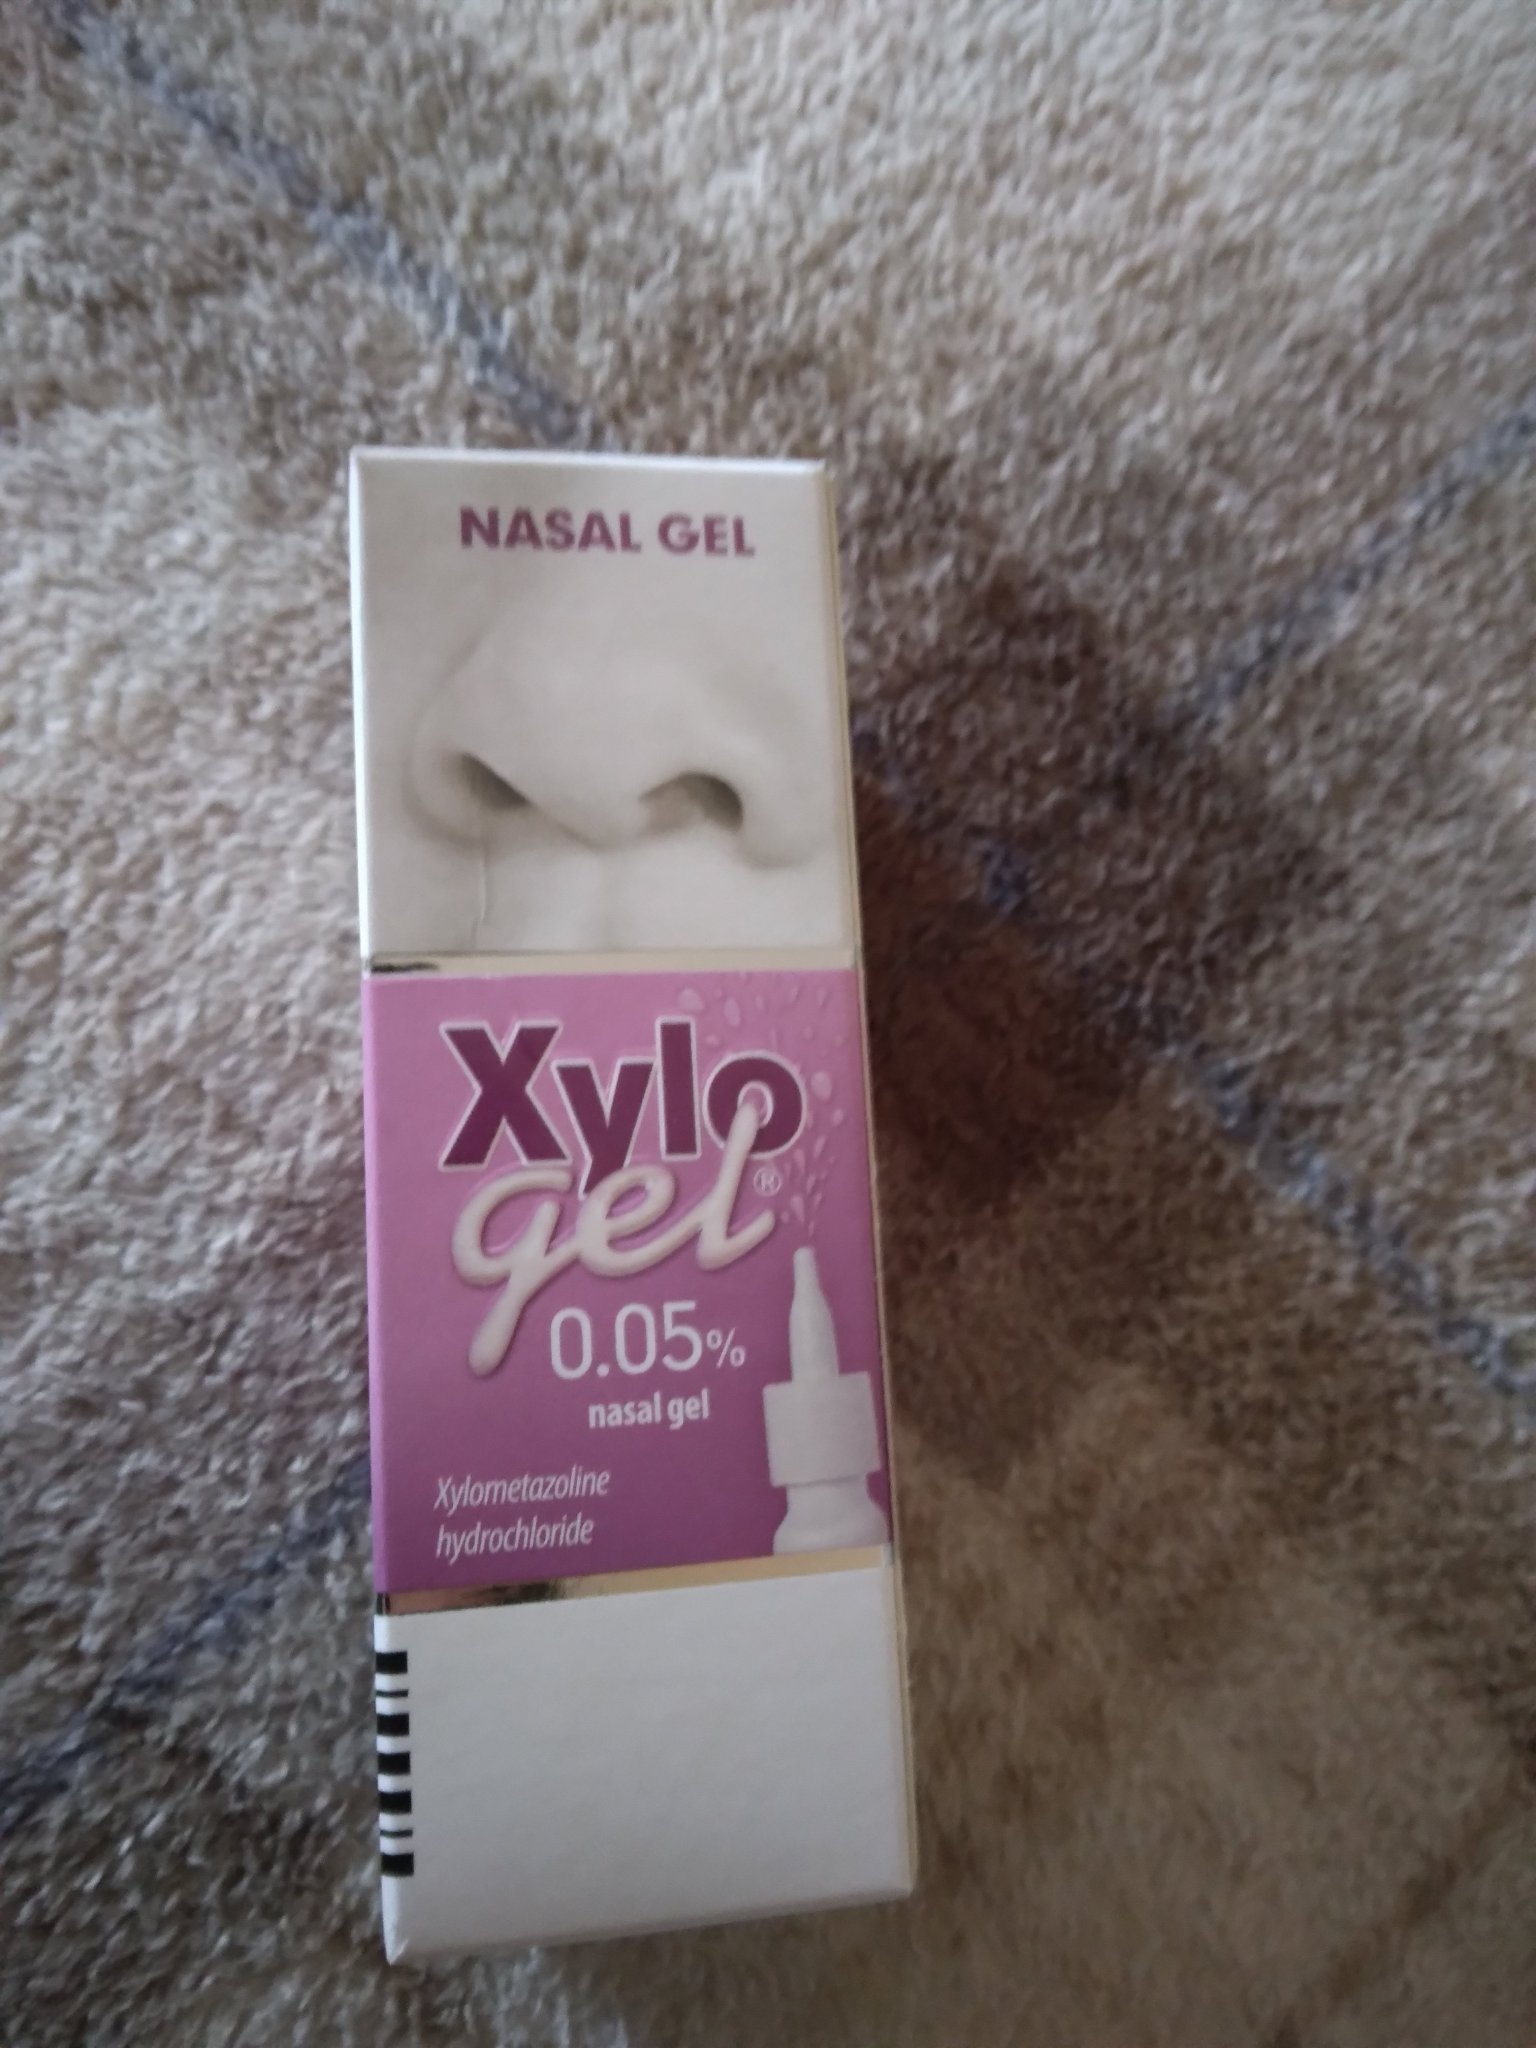 NASAL GEL
Xylo
gel®
0.05%
nasal gel
Xylometazoline
hydrochloride